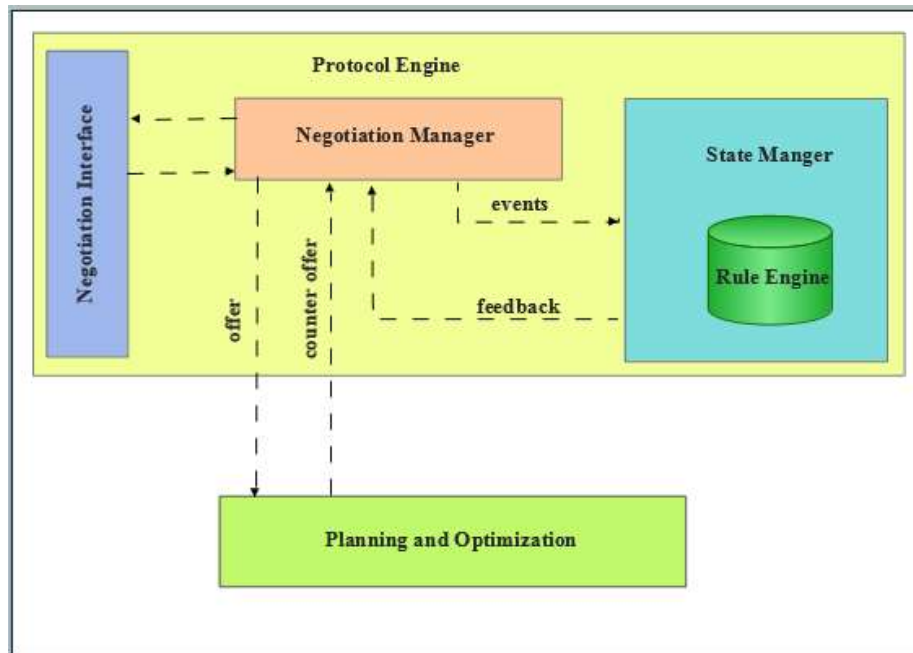 Protocol Engine
Negotiation Interface
Negotiation Manager
State Manger
events
Rule Engine
offer
counter offer
feedback
Planning and Optimization